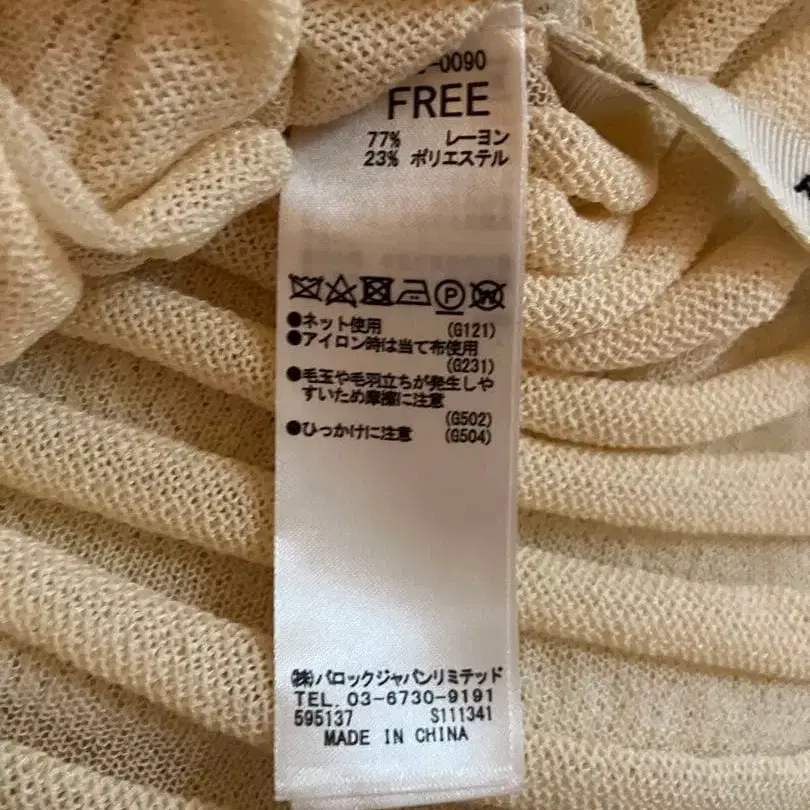 -0090
FREE
77% レーヨン
23% ポリエステル
●ネット使用 (G121)
●アイロン時は当て布使用
(G231)
●毛玉や毛羽立ちが発生しや
すいため摩擦に注意
(G502)
●ひっかけに注意 (G504)
㈱バロックジャパンリミテッド
TEL. 03-6730-9191
595137 S111341
MADE IN CHINA